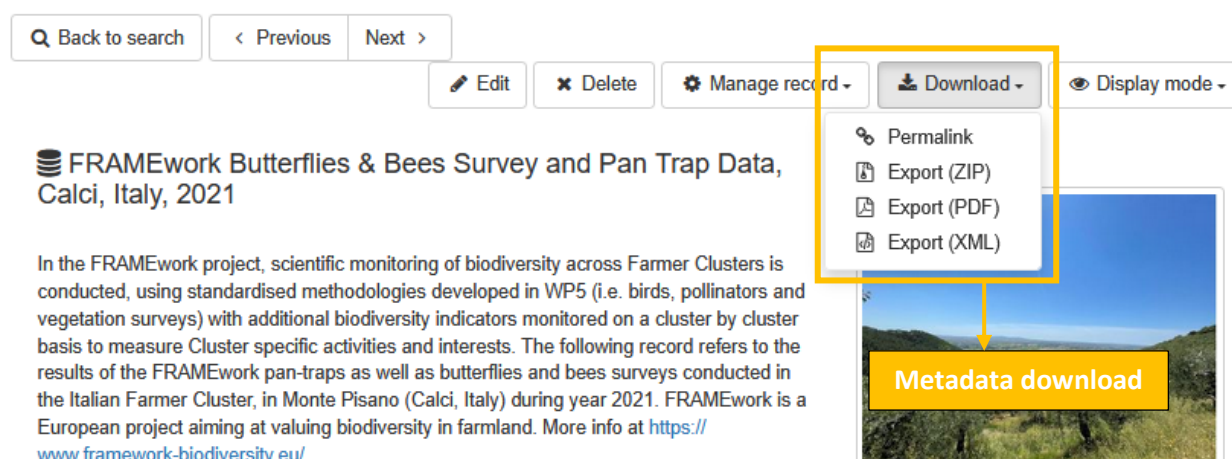 Back to search
Previous
Next
Edit
Delete
Manage record
Download
Display mode
Permalink
Export (ZIP)
Export (PDF)
Export (XML)
FRAMEwork Butterflies & Bees Survey and Pan Trap Data,
Calci, Italy, 2021
In the FRAMEwork project, scientific monitoring of biodiversity across Farmer Clusters is
conducted, using standardised methodologies developed in WP5 (i.e. birds, pollinators and
vegetation surveys) with additional biodiversity indicators monitored on a cluster by cluster
basis to measure Cluster specific activities and interests. The following record refers to the
results of the FRAMEwork pan-traps as well as butterflies and bees surveys conducted in
the Italian Farmer Cluster, in Monte Pisano (Calci, Italy) during year 2021. FRAMEwork is a
European project aiming at valuing biodiversity in farmland. More info at https://
www.framework-biodiversity.eu/
Metadata download